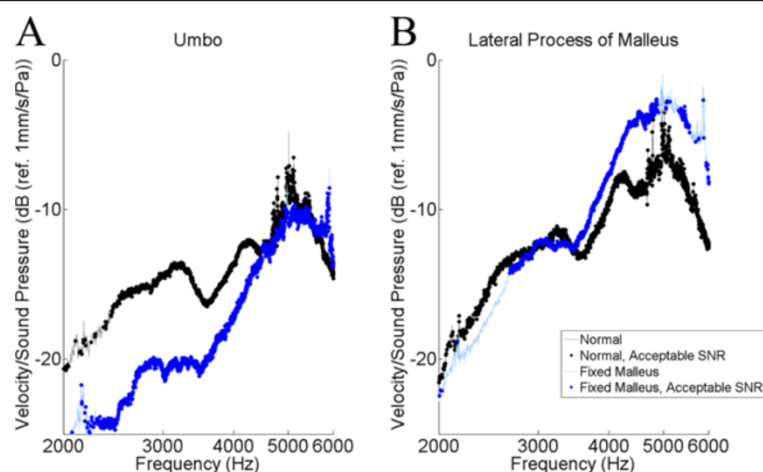 A
B
Umbo
Lateral Process of Malleus
Velocity/Sound Pressure (dB (ref. 1mm/s/Pa))
0
-10
-20
2000
3000
4000
5000 6000
Frequency (Hz)
Velocity/Sound Pressure (dB (ref. 1mm/s/Pa))
0
-10
-20
2000
3000
4000
5000 6000
Frequency (Hz)
Normal
Normal, Acceptable SNR
Fixed Malleus
Fixed Malleus, Acceptable SNR